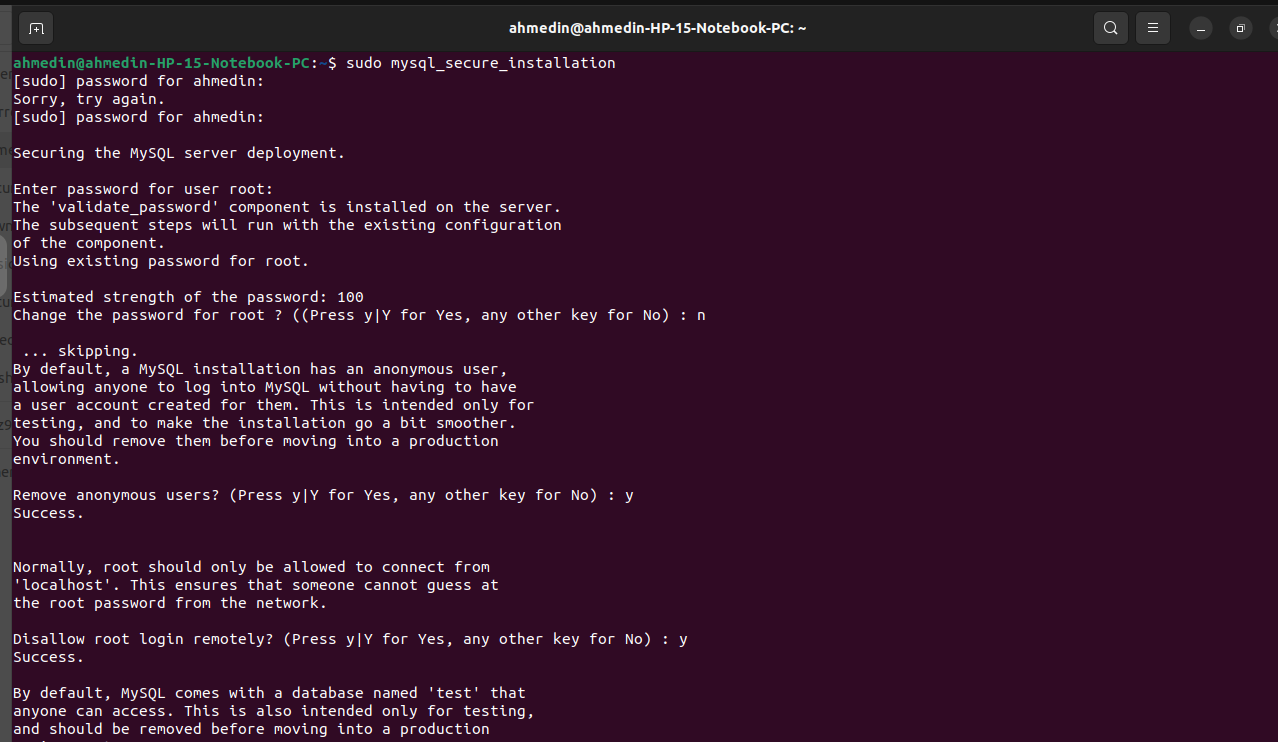 ahmedin@ahmedin-HP-15-Notebook-PC: ~
ahmedin@ahmedin-HP-15-Notebook-PC:~$ sudo mysql_secure_installation
[sudo] password for ahmedin:
Sorry, try again.
[sudo] password for ahmedin:
Securing the MySQL server deployment.
Enter password for user root:
The 'validate_password' component is installed on the server.
The subsequent steps will run with the existing configuration
of the component.
Using existing password for root.
Estimated strength of the password: 100
Change the password for root ? ((Press y|Y for Yes, any other key for No) : n
... skipping.
By default, a MySQL installation has an anonymous user,
allowing anyone to log into MySQL without having to have
a user account created for them. This is intended only for
testing, and to make the installation go a bit smoother.
You should remove them before moving into a production
environment.
Remove anonymous users? (Press y|Y for Yes, any other key for No) : y
Success.
Normally, root should only be allowed to connect from
'localhost'. This ensures that someone cannot guess at
the root password from the network.
Disallow root login remotely? (Press y|Y for Yes, any other key for No) : y
Success.
By default, MySQL comes with a database named 'test' that
anyone can access. This is also intended only for testing,
and should be removed before moving into a production